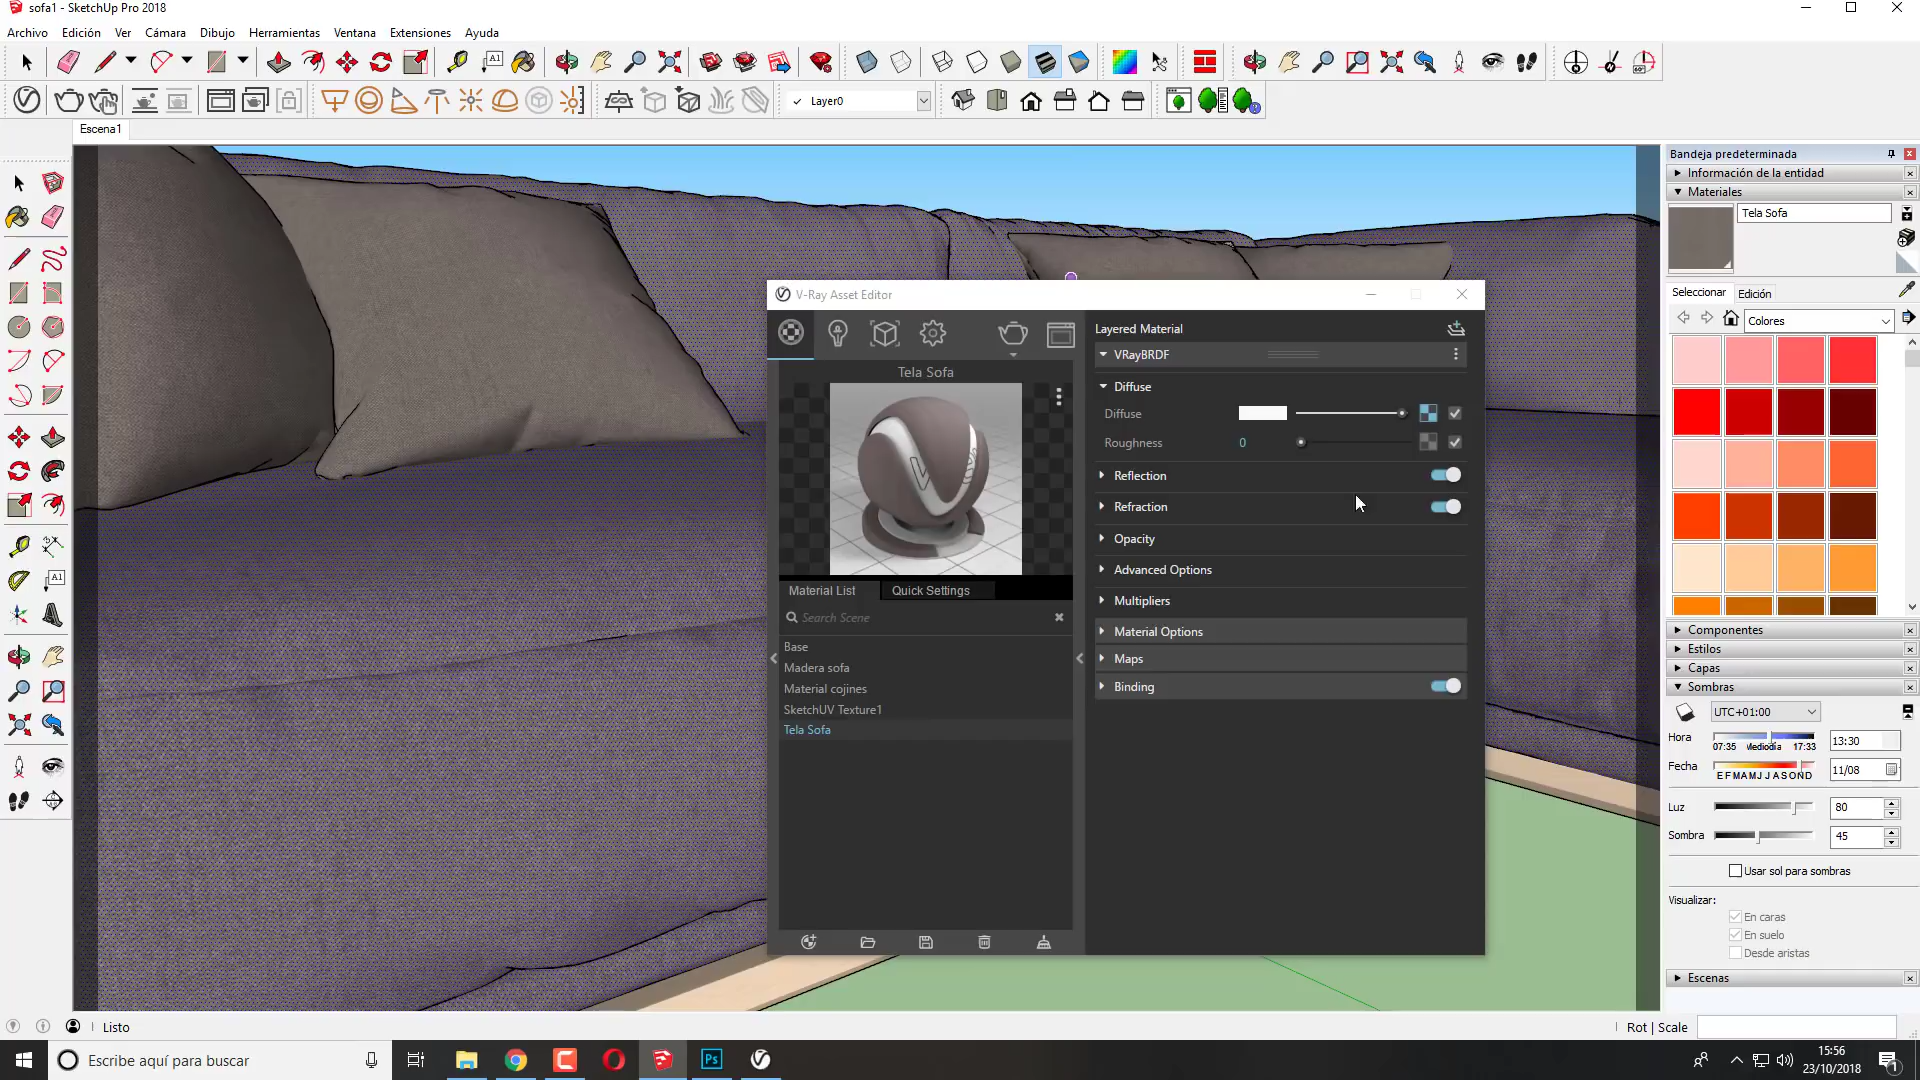 sofa1 - SketchUp Pro 2018
Archivo Edición Ver Cámara Dibujo Herramientas Ventana Extensiones Ayuda
A1
Layer0
Escena1
Bandeja predeterminada
Información de la entidad
Materiales
Tela Sofa
Seleccionar Edición
Colores
A1
V-Ray Asset Editor
Tela Sofa
Material List Quick Settings
Search Scene
Base
Madera sofa
Material cojines
SketchUV Texture1
Tela Sofa
Layered Material
VRayBRDF
Diffuse
Diffuse
Roughness 0
Reflection
Refraction
Opacity
Advanced Options
Multipliers
Material Options
Maps
Binding
Componentes
Estilos
Capas
Sombras
UTC+01:00
Hora 07:35 Mediodía 17:33 13:30
Fecha E F M A M J J A S O N D 11/08
Luz 80
Sombra 45
Usar sol para sombras
Visualizar:
En caras
En suelo
Desde aristas
Escenas
Listo
Rot | Scale
Escribe aquí para buscar
Ps
15:56
23/10/2018
1